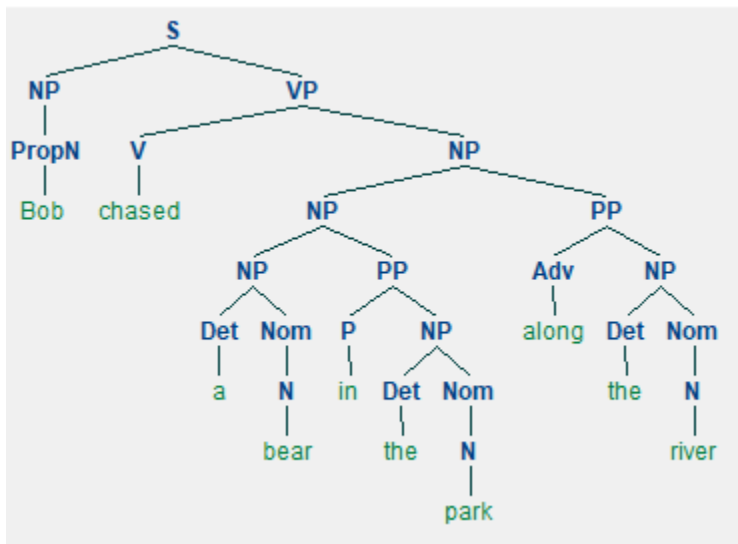 S
NP VP
PropN V NP
Bob chased NP PP
NP PP Adv NP
Det Nom P NP along Det Nom
a N in Det Nom the N
bear the N river
park